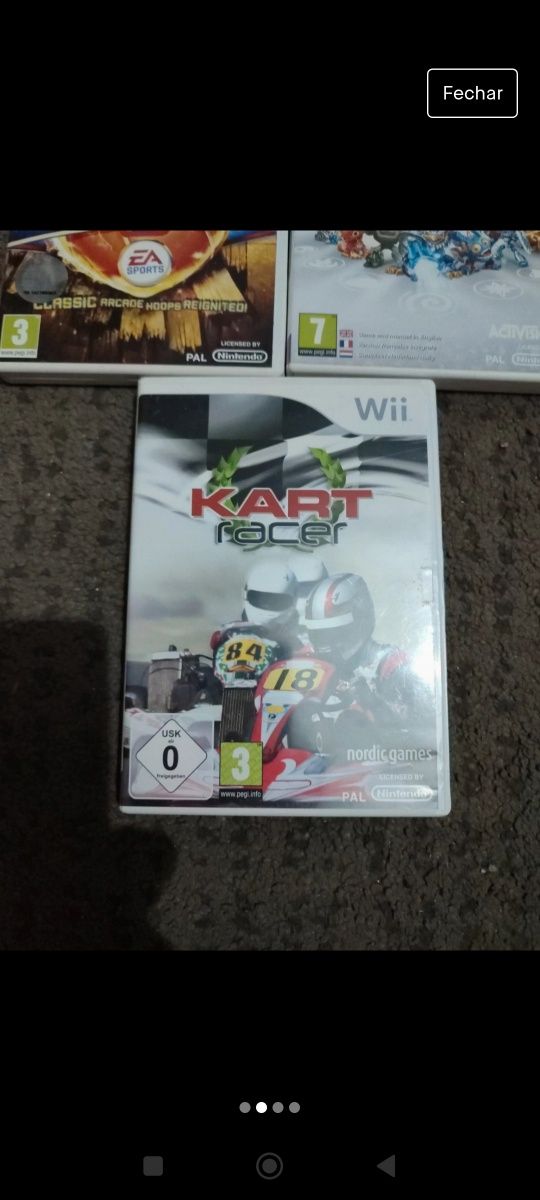 Fechar
EA
SPORTS
CLASSIC ARCADE HOOPS REIGNITED!
3
www.pegi.info
LICENSED BY
PAL Nintendo
7
www.pegi.info
ACTIVIS
PAL
Wii
KART
racer
84
18
USK
ab
0
freigegeben
3
www.pegi.info
nordic games
LICENSED BY
PAL Nintendo